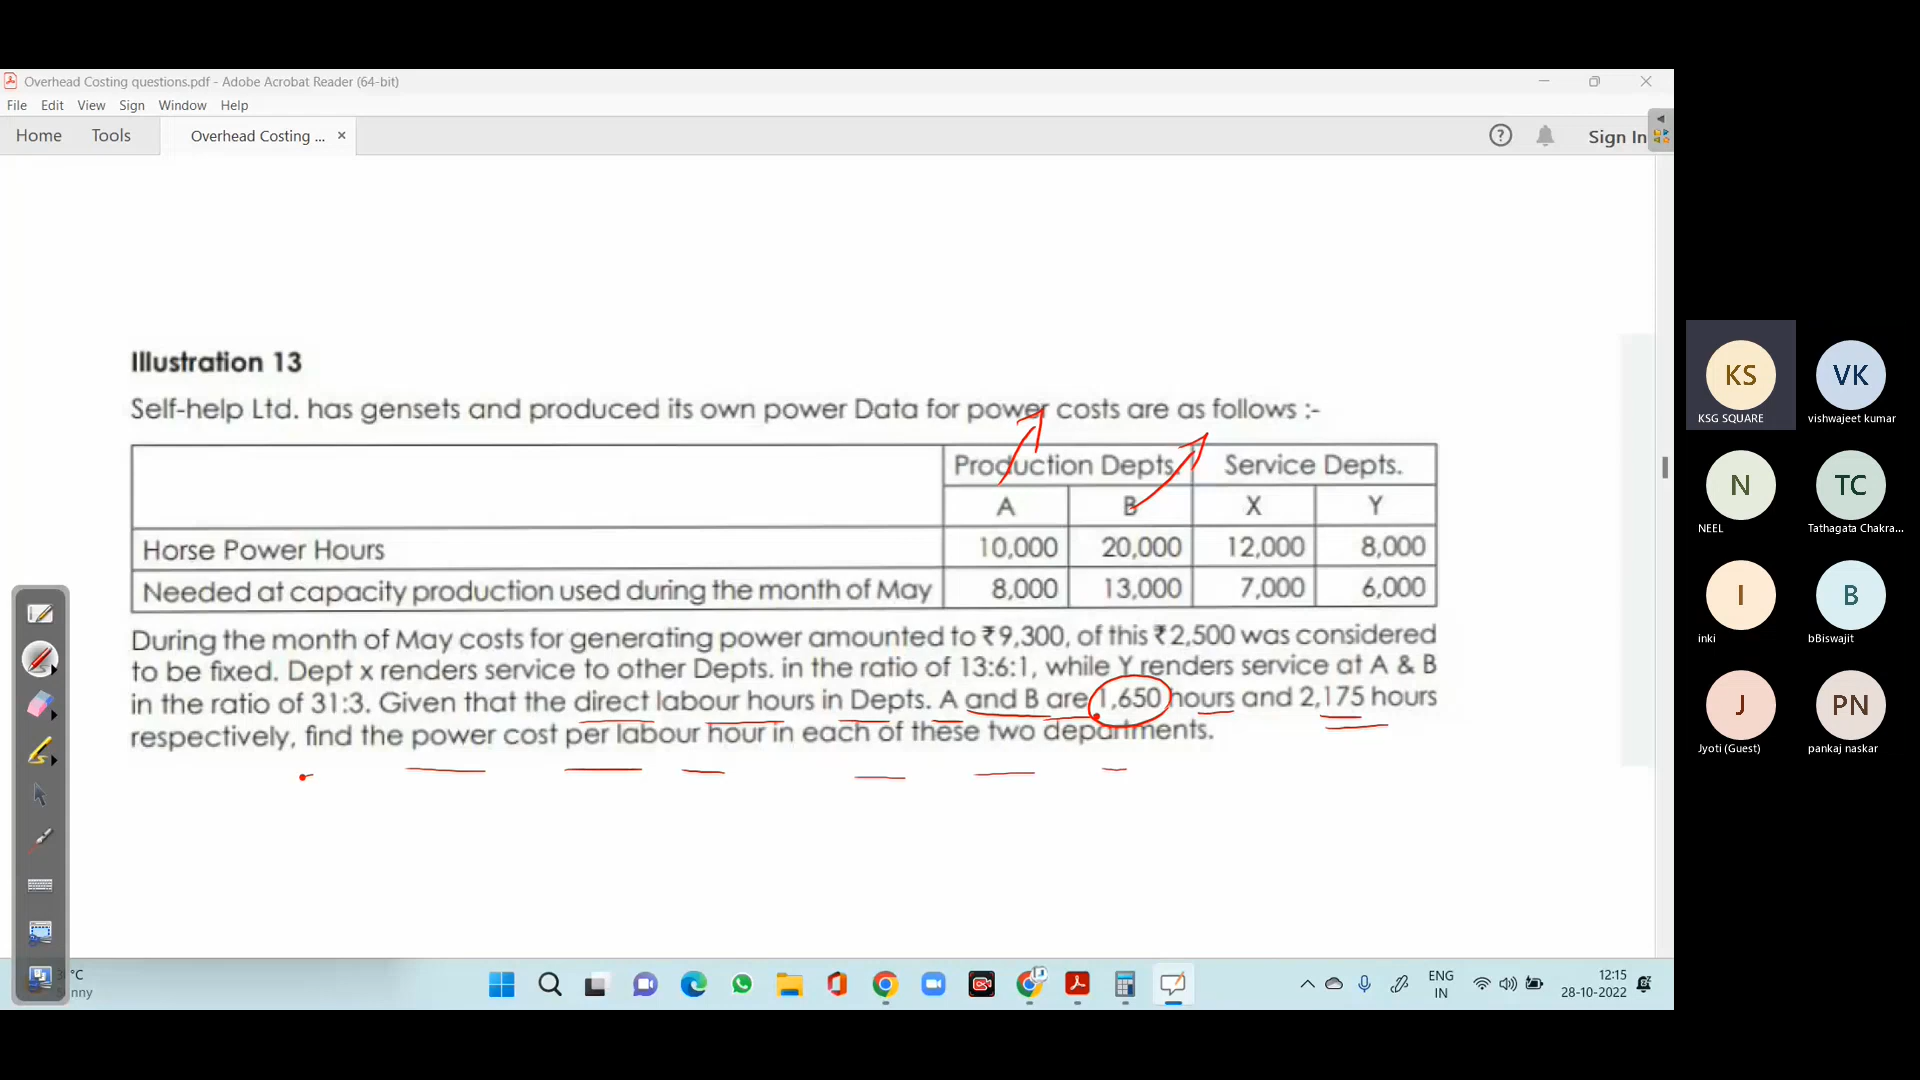 Overhead Costing questions.pdf - Adobe Acrobat Reader (64-bit)
File Edit View Sign Window Help
Home Tools Overhead Costing ... × Sign In
Illustration 13
Self-help Ltd. has gensets and produced its own power Data for power costs are as follows :-
Production Depts. Service Depts.
A B X Y
Horse Power Hours 10,000 20,000 12,000 8,000
Needed at capacity production used during the month of May 8,000 13,000 7,000 6,000
During the month of May costs for generating power amounted to ₹9,300, of this ₹2,500 was considered
to be fixed. Dept x renders service to other Depts. in the ratio of 13:6:1, while Y renders service at A & B
in the ratio of 31:3. Given that the direct labour hours in Depts. A and B are 1,650 hours and 2,175 hours
respectively, find the power cost per labour hour in each of these two departments.
KS
KSG SQUARE
VK
vishwajeet kumar
N
NEEL
TC
Tathagata Chakra...
I
inki
B
bBiswajit
J
Jyoti (Guest)
PN
pankaj naskar
°C
ENG
IN
12:15
28-10-2022